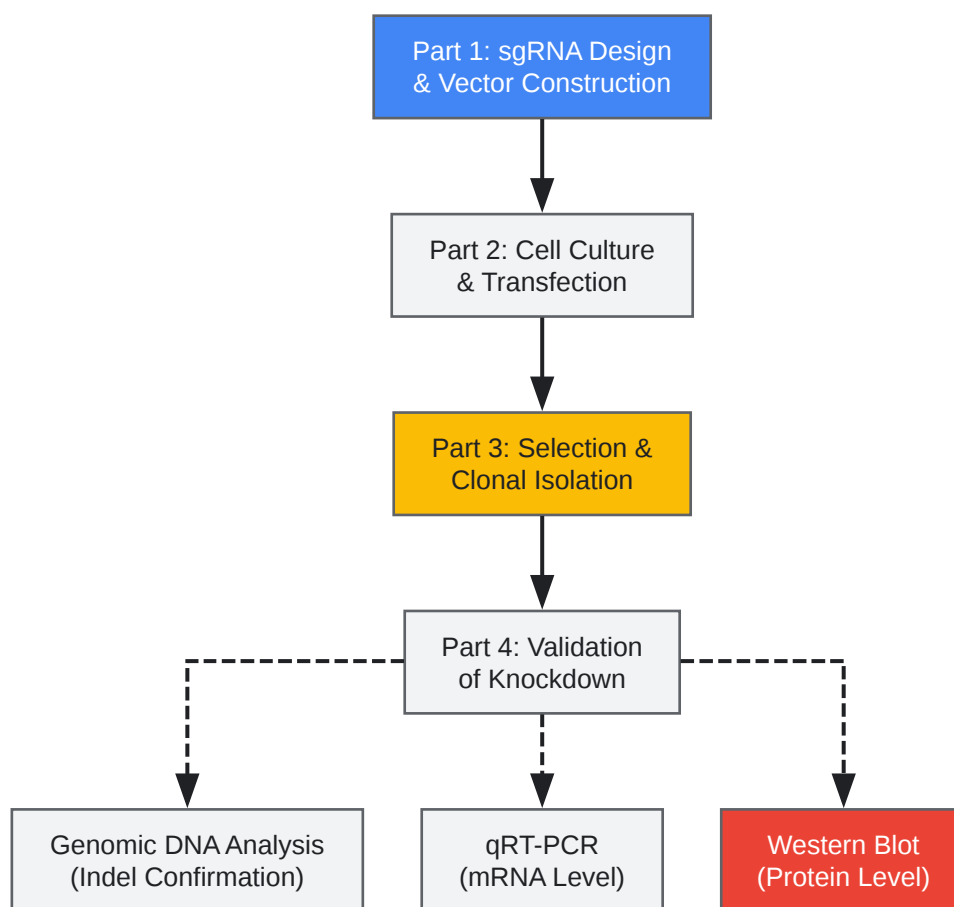 Part 1: sgRNA Design
& Vector Construction
Part 2: Cell Culture
& Transfection
Part 3: Selection &
Clonal Isolation
Part 4: Validation
of Knockdown
Genomic DNA Analysis
(Indel Confirmation)
qRT-PCR
(mRNA Level)
Western Blot
(Protein Level)